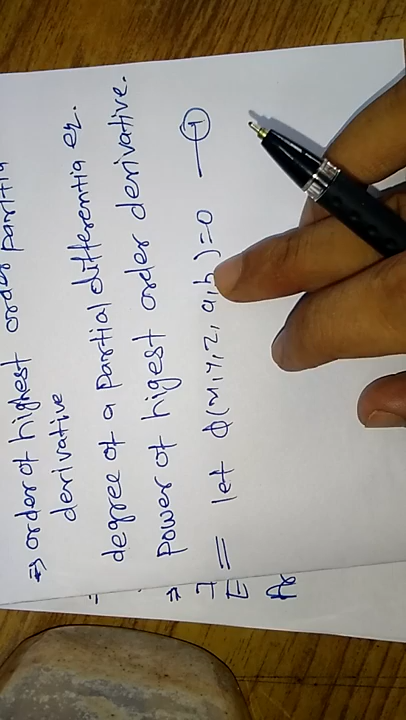 ⇒ order of highest order partia
derivative
degree of a partial differentia eq.
Power of higest order derivative.
let ϕ(x,y,z,a,b)=0 —①